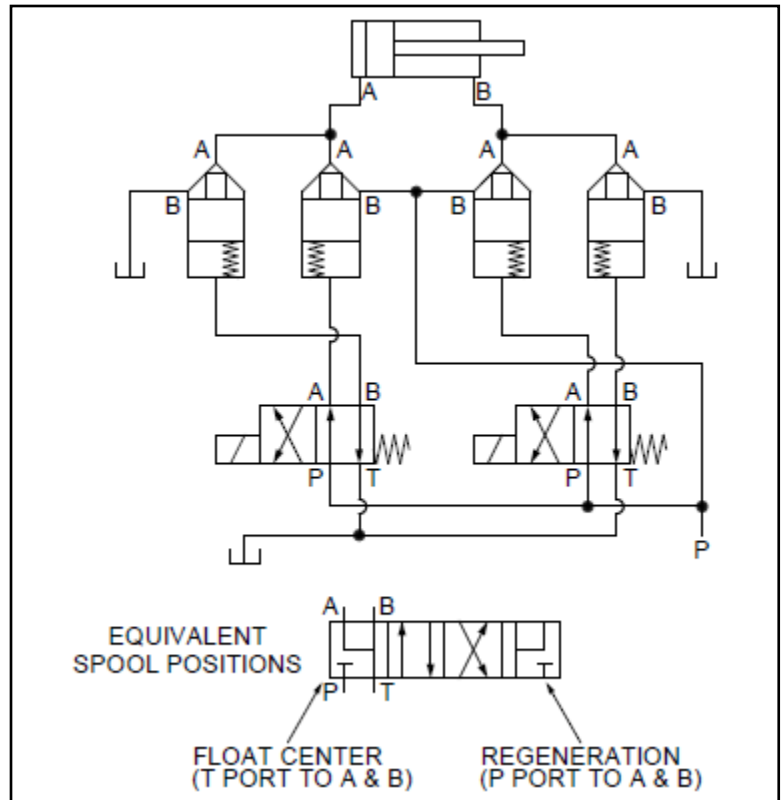 A B
A A A A
B B B B
A B A B
P T P T
P
A B
EQUIVALENT
SPOOL POSITIONS
P T
FLOAT CENTER
(T PORT TO A & B)
REGENERATION
(P PORT TO A & B)